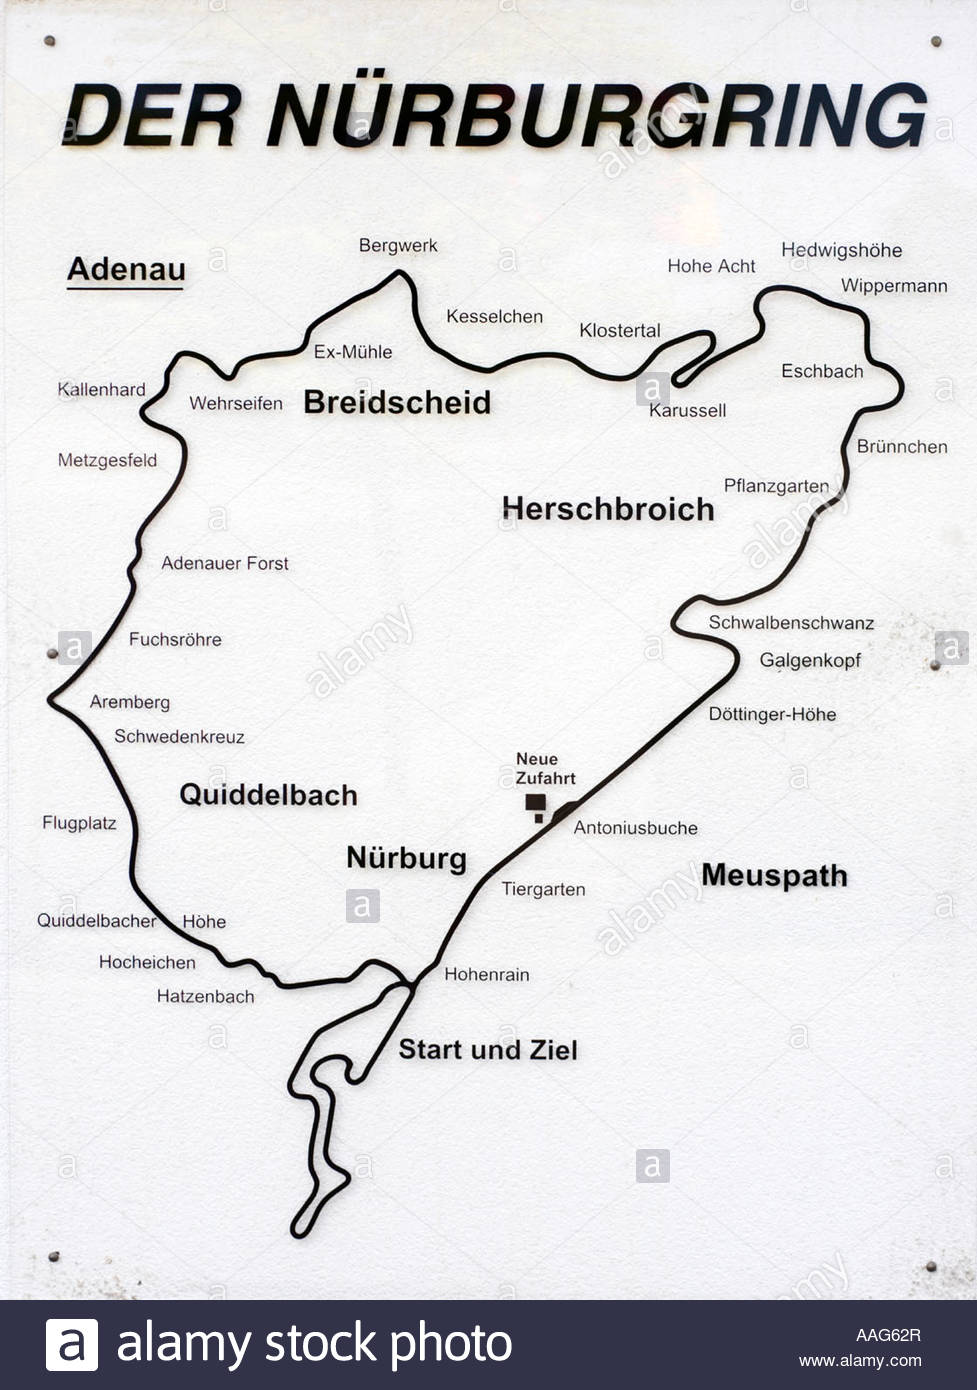 DER NÜRBURGRING
Bergwerk
Hedwigshöhe
Adenau
Hohe Acht
Wippermann
Kesselchen
Klostertal
Ex-Mühle
Eschbach
Kallenhard
Wehrseifen
Breidscheid
Karussell
Brünnchen
Metzgesfeld
Pflanzgarten
Herschbroich
Adenauer Forst
Schwalbenschwanz
Fuchsröhre
Galgenkopf
Aremberg
Döttinger-Höhe
Schwedenkreuz
Neue
Zufahrt
Quiddelbach
Flugplatz
Antoniusbuche
Nürburg
Meuspath
Tiergarten
Quiddelbacher Höhe
Hocheichen
Hohenrain
Hatzenbach
Start und Ziel
a alamy stock photo
AAG62R
www.alamy.com